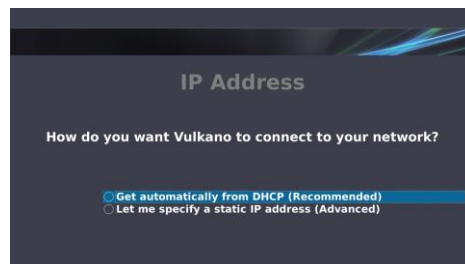 IP Address
How do you want Vulkano to connect to your network?
Get automatically from DHCP (Recommended)
Let me specify a static IP address (Advanced)